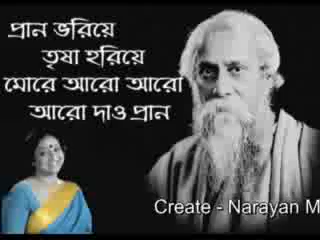 প্রান ভরিয়ে
তৃষা হরিয়ে
মোরে আরো আরো
আরো দাও প্রান
Create - Narayan M